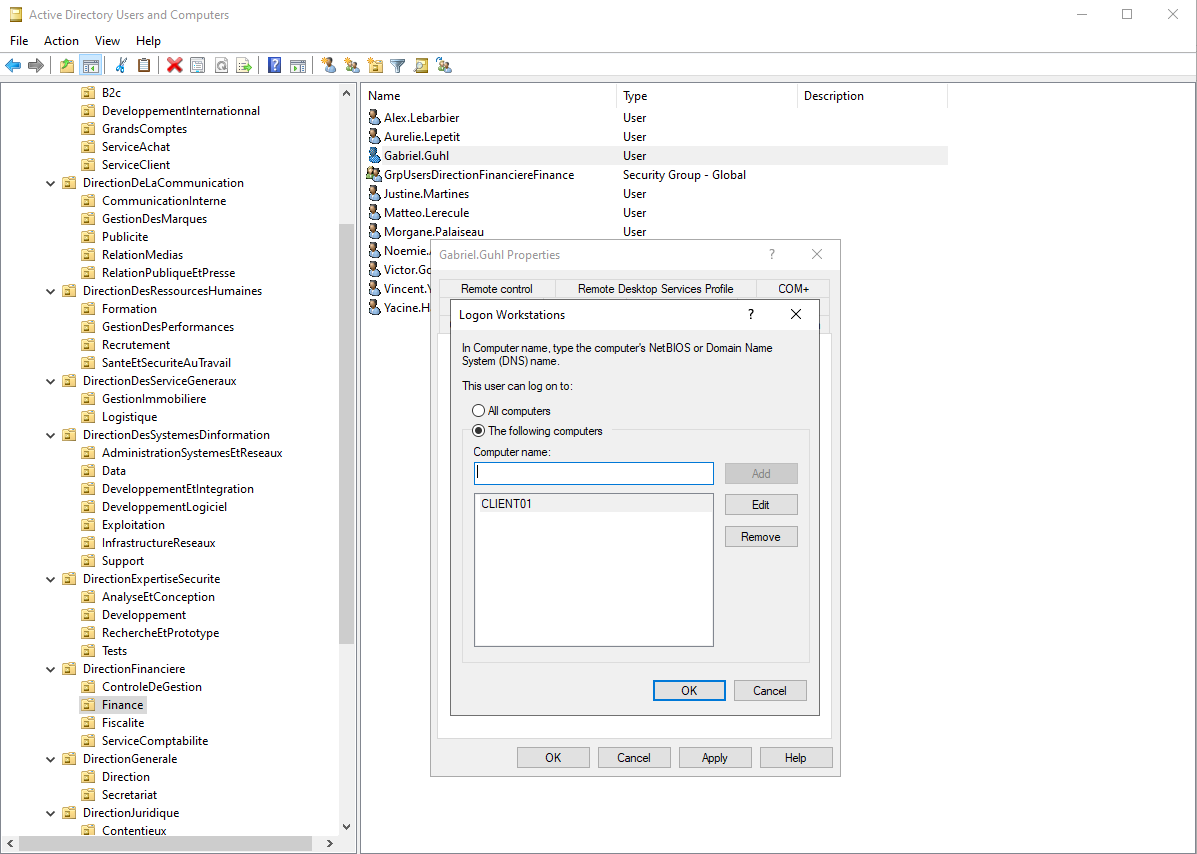 Active Directory Users and Computers
File Action View Help
B2c
DeveloppementInternationnal
GrandsComptes
ServiceAchat
ServiceClient
DirectionDeLaCommunication
CommunicationInterne
GestionDesMarques
Publicite
RelationMedias
RelationPubliqueEtPresse
DirectionDesRessourcesHumaines
Formation
GestionDesPerformances
Recrutement
SanteEtSecuriteAuTravail
DirectionDesServiceGeneraux
GestionImmobiliere
Logistique
DirectionDesSystemesDinformation
AdministrationSystemesEtReseaux
Data
DeveloppementEtIntegration
DeveloppementLogiciel
Exploitation
InfrastructureReseaux
Support
DirectionExpertiseSecurite
AnalyseEtConception
Developpement
RechercheEtPrototype
Tests
DirectionFinanciere
ControleDeGestion
Finance
Fiscalite
ServiceComptabilite
DirectionGenerale
Direction
Secretariat
DirectionJuridique
Contentieux
Name Type Description
Alex.Lebarbier User
Aurelie.Lepetit User
Gabriel.Guhl User
GrpUsersDirectionFinanciereFinance Security Group - Global
Justine.Martines User
Matteo.Lerecule User
Morgane.Palaiseau User
Noemie.
Victor.Go
Vincent.
Yacine.H
Gabriel.Guhl Properties ?
Remote control Remote Desktop Services Profile COM+
Logon Workstations ?
In Computer name, type the computer's NetBIOS or Domain Name
System (DNS) name.
This user can log on to:
All computers
The following computers
Computer name:
Add
CLIENT01
Edit
Remove
OK Cancel
OK Cancel Apply Help